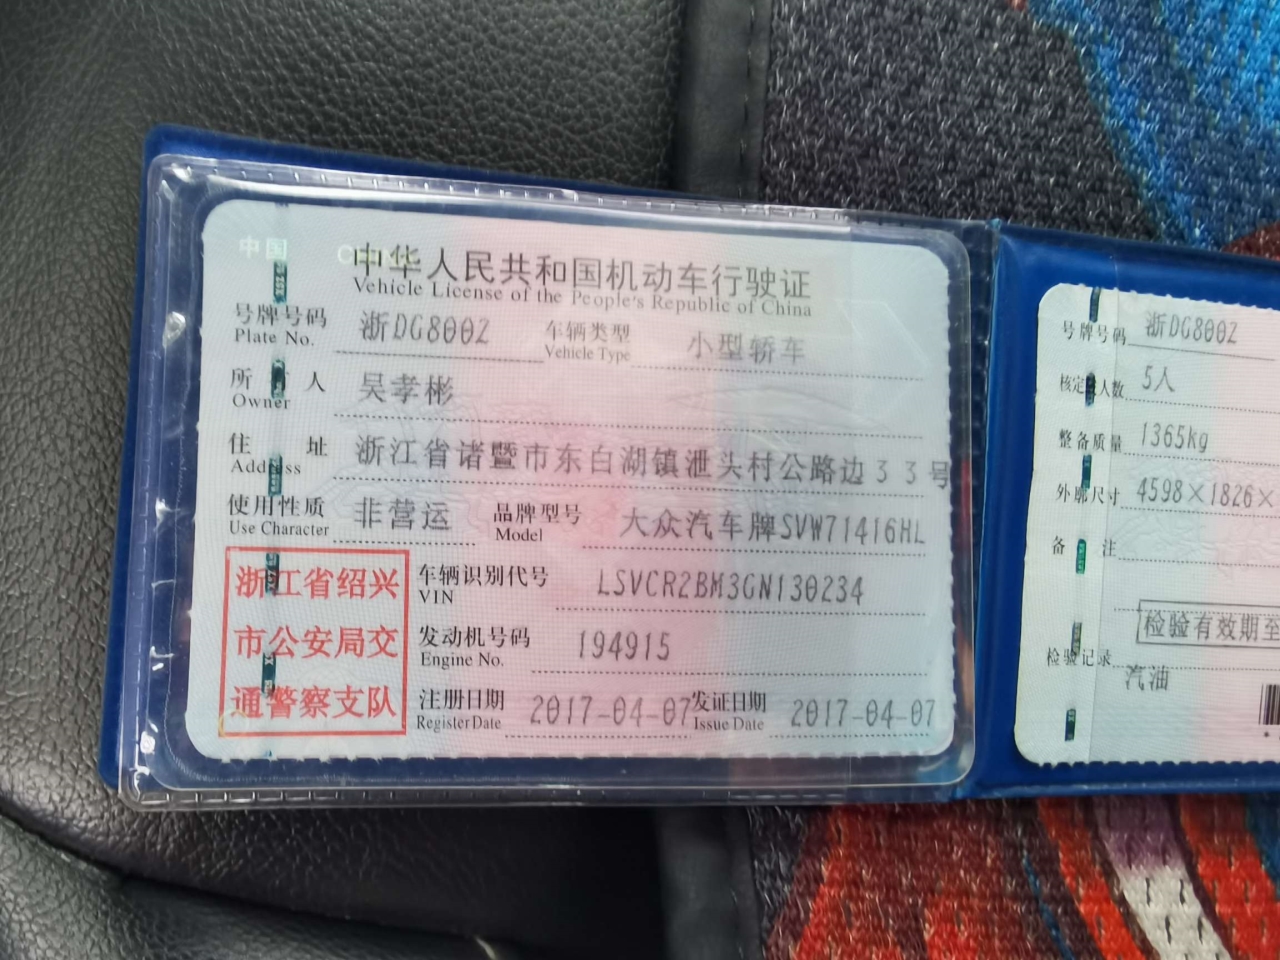 中国 CHINA
中华人民共和国机动车行驶证
Vehicle License of the People's Republic of China
号牌号码 浙DG800Z 车辆类型 小型轿车
Plate No. Vehicle Type
所 人 吴孝彬
Owner
住 址 浙江省诸暨市东白湖镇泄头村公路边33号
Address
使用性质 非营运 品牌型号 大众汽车牌SVW71416HL
Use Character Model
浙江省绍兴
市公安局交
通警察支队
车辆识别代号 LSVCR2BM3GN130234
VIN
发动机号码 194915
Engine No.
注册日期 2017-04-07 发证日期 2017-04-07
Register Date Issue Date
号牌号码 浙DG800Z
核定 人数 5人
整备质量 1365kg
外廓尺寸 4598×1826×
备 注
检验有效期至
检验记录
汽油